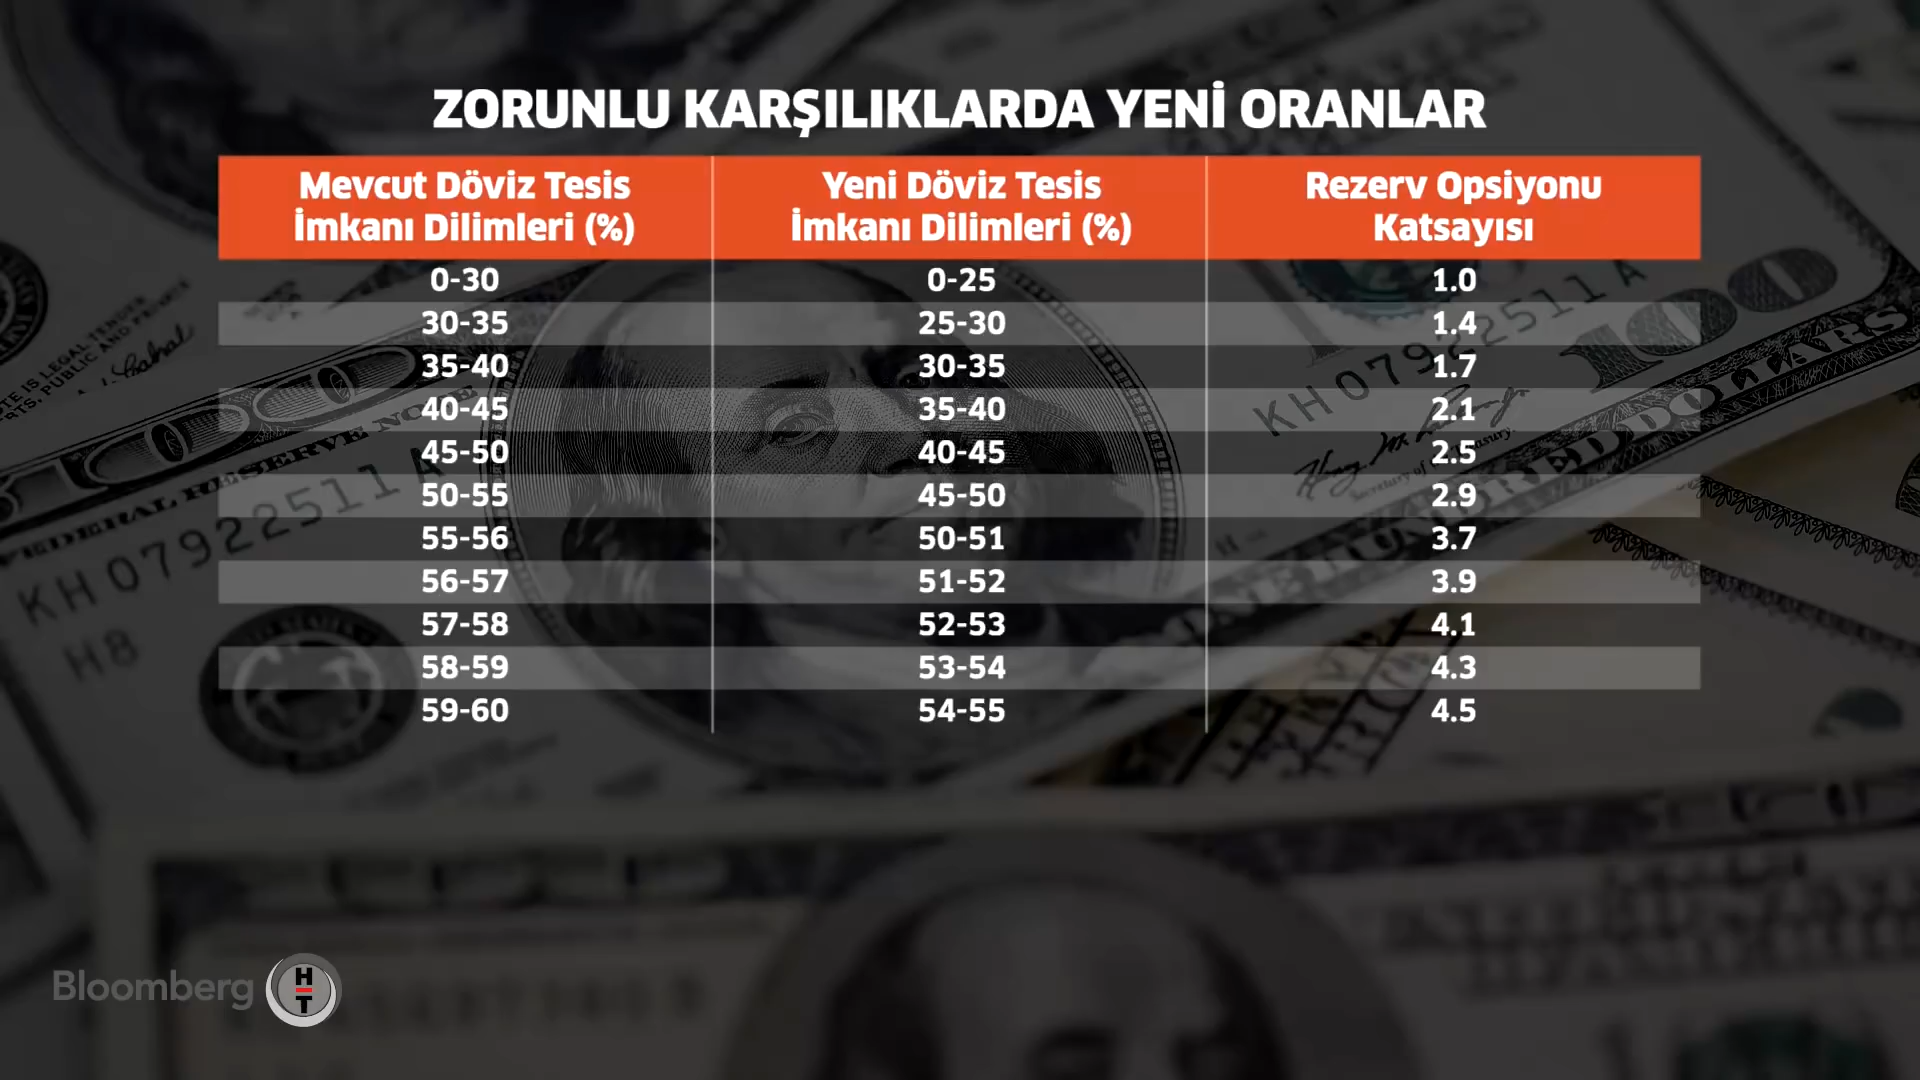 ZORUNLU KARŞILIKLARDA YENİ ORANLAR
Mevcut Döviz Tesis İmkanı Dilimleri (%) Yeni Döviz Tesis İmkanı Dilimleri (%) Rezerv Opsiyonu Katsayısı
0-30 0-25 1.0
30-35 25-30 1.4
35-40 30-35 1.7
40-45 35-40 2.1
45-50 40-45 2.5
50-55 45-50 2.9
55-56 50-51 3.7
56-57 51-52 3.9
57-58 52-53 4.1
58-59 53-54 4.3
59-60 54-55 4.5
KH07922511A
KH07922511A
H8
100
Bloomberg HT